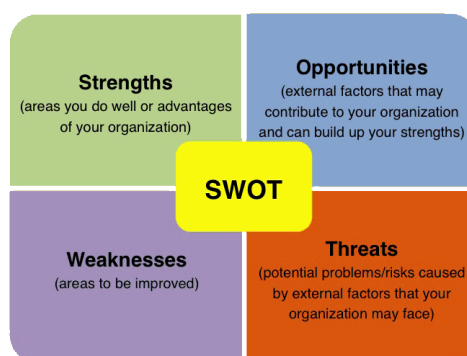 Strengths
(areas you do well or advantages
of your organization)
Opportunities
(external factors that may
contribute to your organization
and can build up your strengths)
SWOT
Weaknesses
(areas to be improved)
Threats
(potential problems/risks caused
by external factors that your
organization may face)